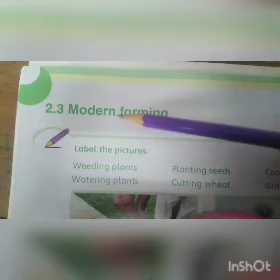 2.3 Modern farming
Label the pictures.
Weeding plants Planting seeds
Watering plants Cutting wheat
InShot